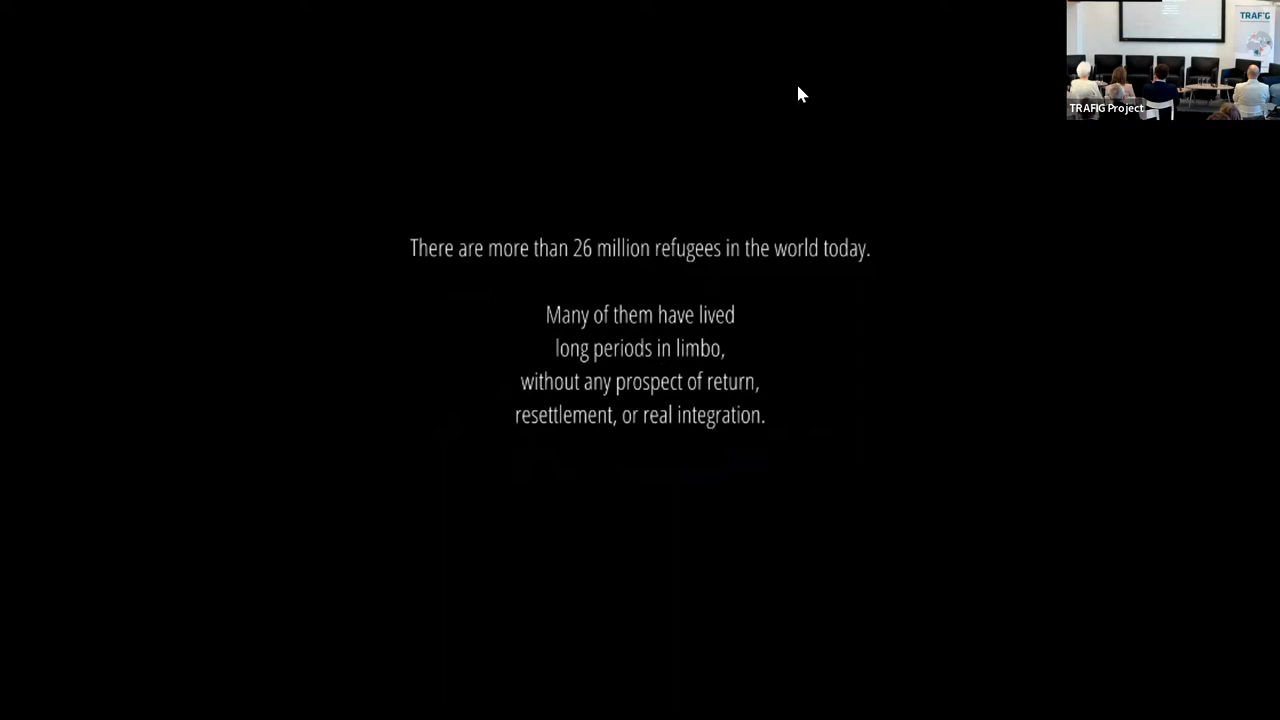 TRAFIG
TRAFIG Project
There are more than 26 million refugees in the world today.
Many of them have lived
long periods in limbo,
without any prospect of return,
resettlement, or real integration.